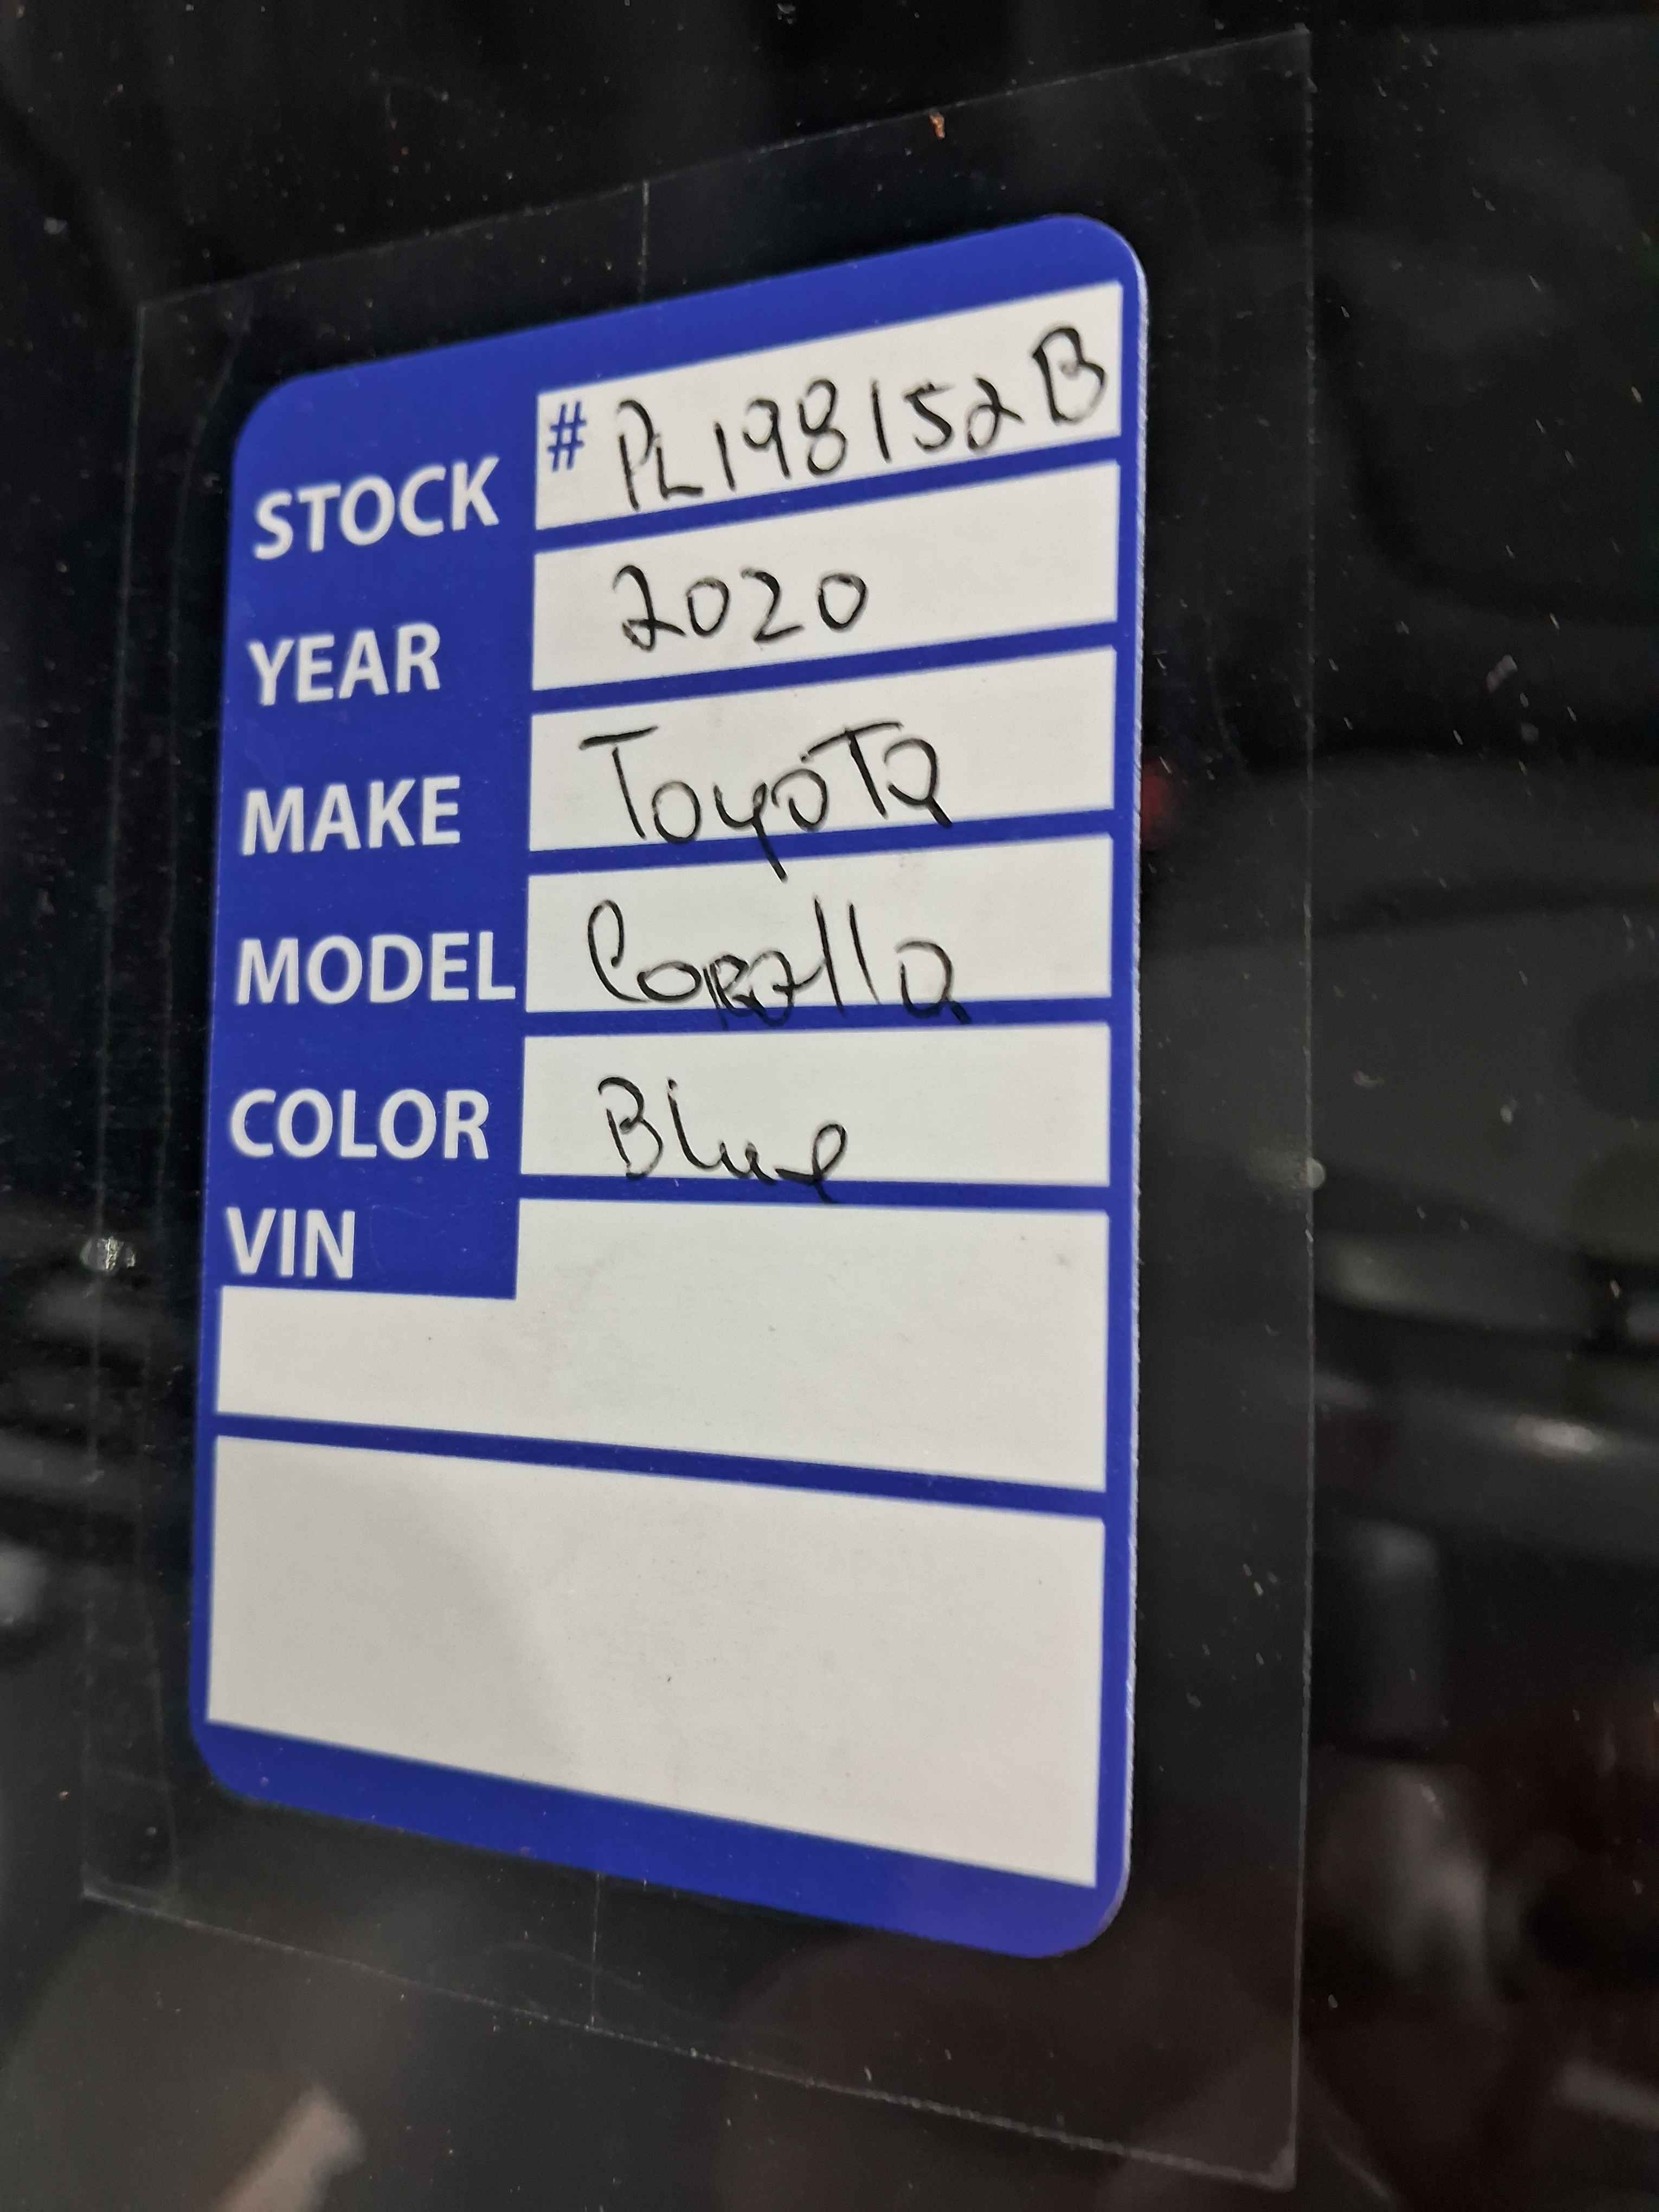 STOCK # PL198152B
YEAR 2020
MAKE Toyota
MODEL Corolla
COLOR Blue
VIN